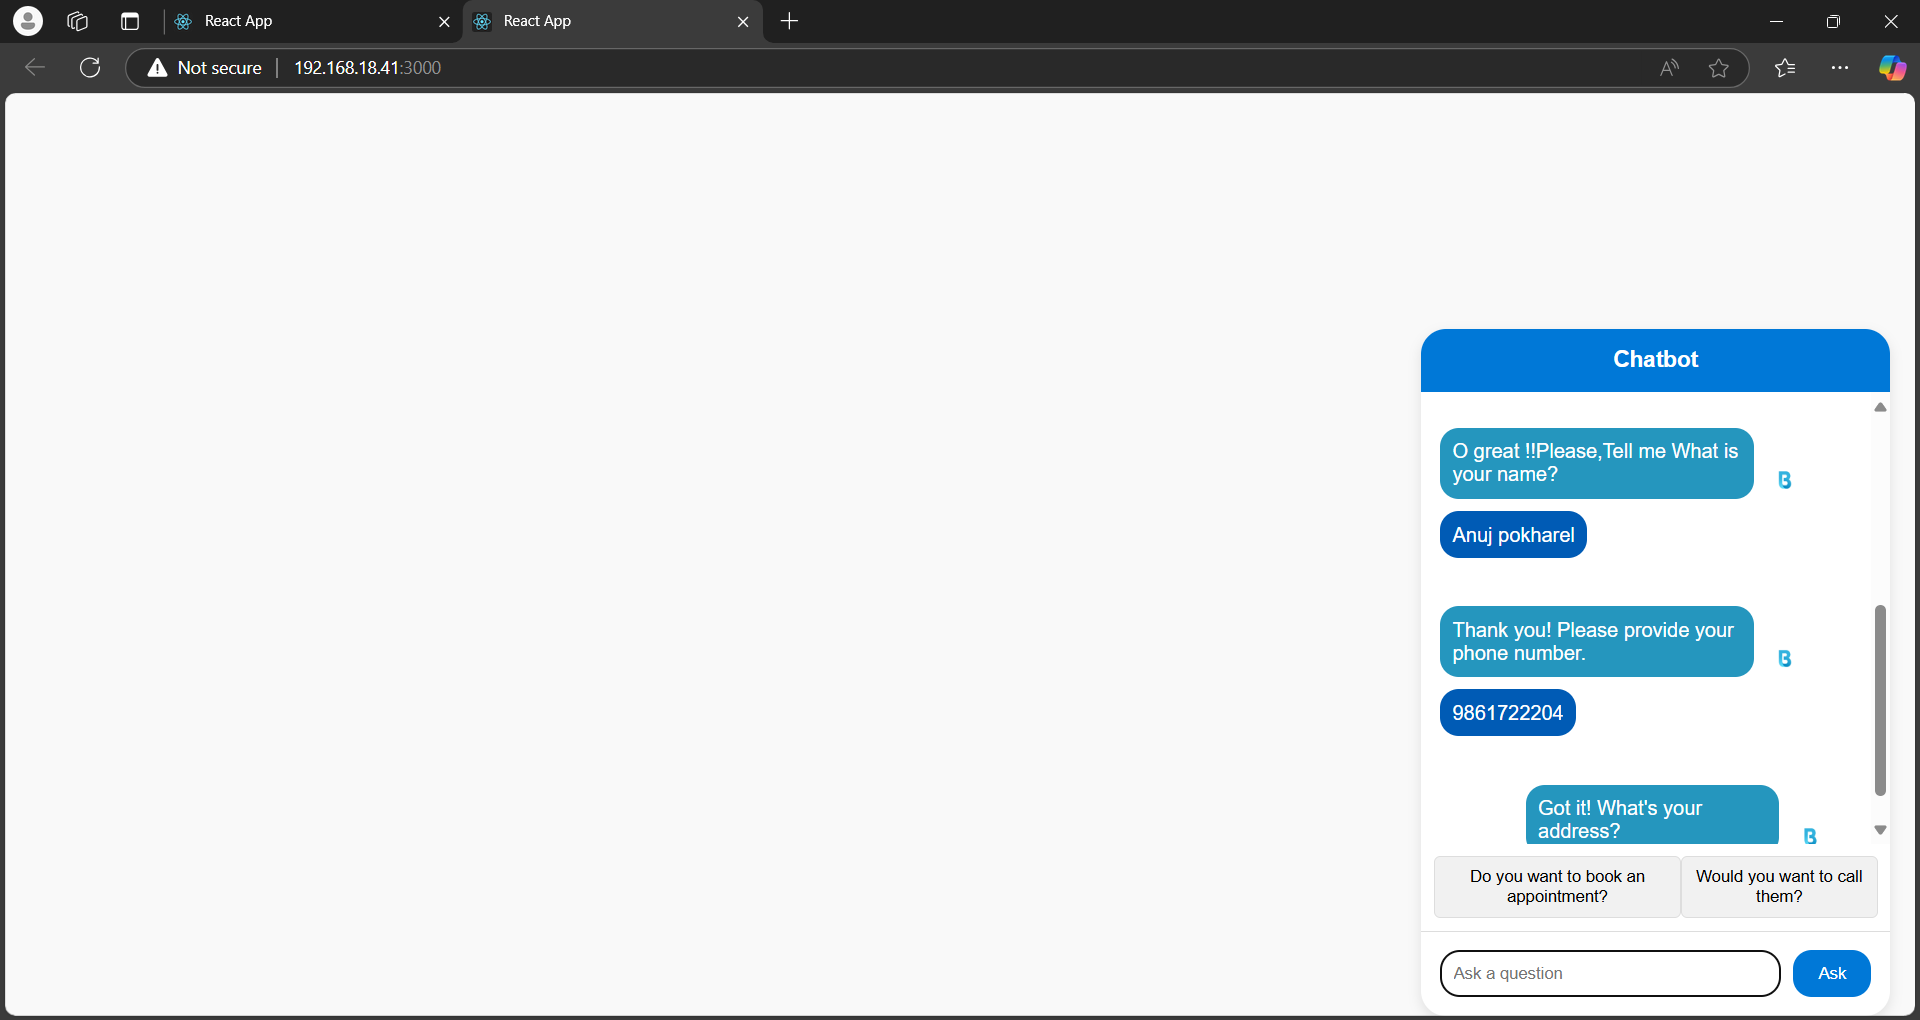 React App
React App
Not secure
192.168.18.41:3000
Chatbot
O great !!Please,Tell me What is
your name?
Anuj pokharel
Thank you! Please provide your
phone number.
9861722204
Got it! What's your
address?
Do you want to book an
appointment?
Would you want to call
them?
Ask a question
Ask